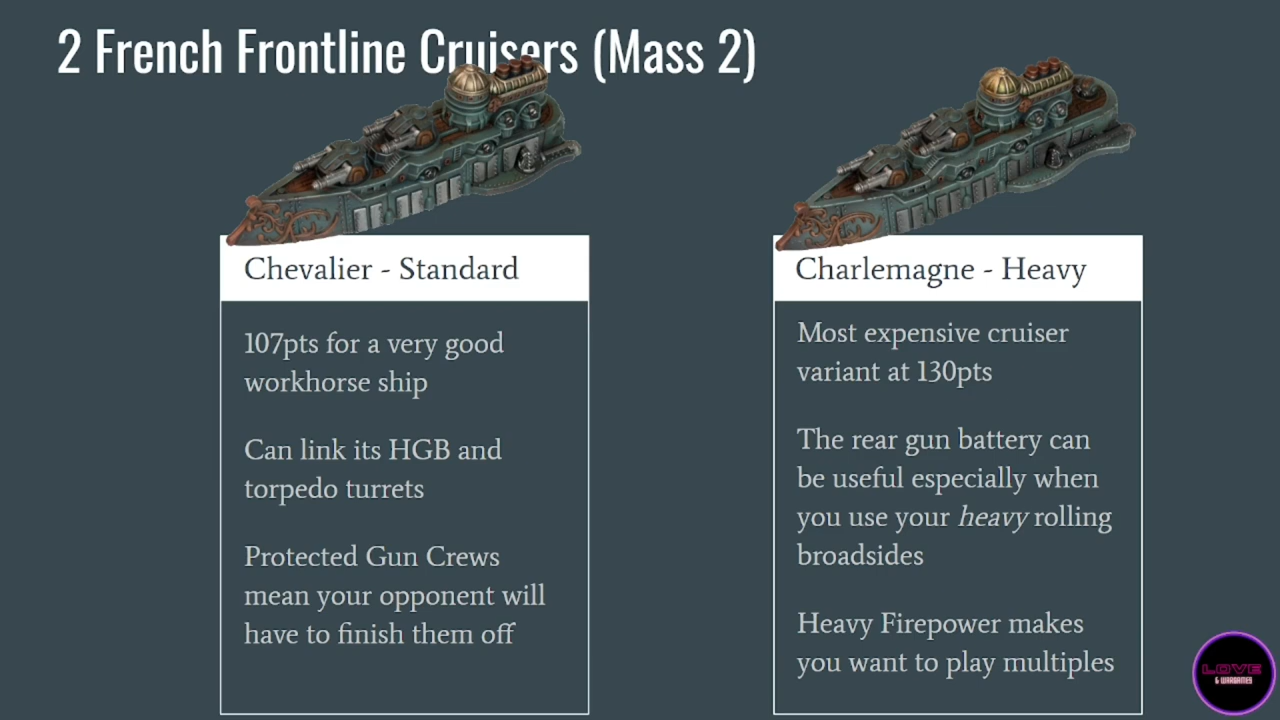 2 French Frontline Cruisers (Mass 2)
Chevalier - Standard
107pts for a very good
workhorse ship
Can link its HGB and
torpedo turrets
Protected Gun Crews
mean your opponent will
have to finish them off
Charlemagne - Heavy
Most expensive cruiser
variant at 130pts
The rear gun battery can
be useful especially when
you use your heavy rolling
broadsides
Heavy Firepower makes
you want to play multiples
LOVE
& WARGAMES